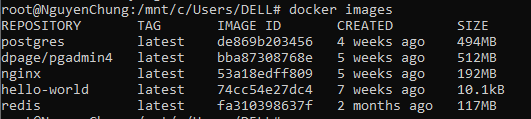 root@NguyenChung:/mnt/c/Users/DELL# docker images
REPOSITORY TAG IMAGE ID CREATED SIZE
postgres latest de869b203456 4 weeks ago 494MB
dpage/pgadmin4 latest bba87308768e 5 weeks ago 512MB
nginx latest 53a18edff809 5 weeks ago 192MB
hello-world latest 74cc54e27dc4 7 weeks ago 10.1kB
redis latest fa310398637f 2 months ago 117MB